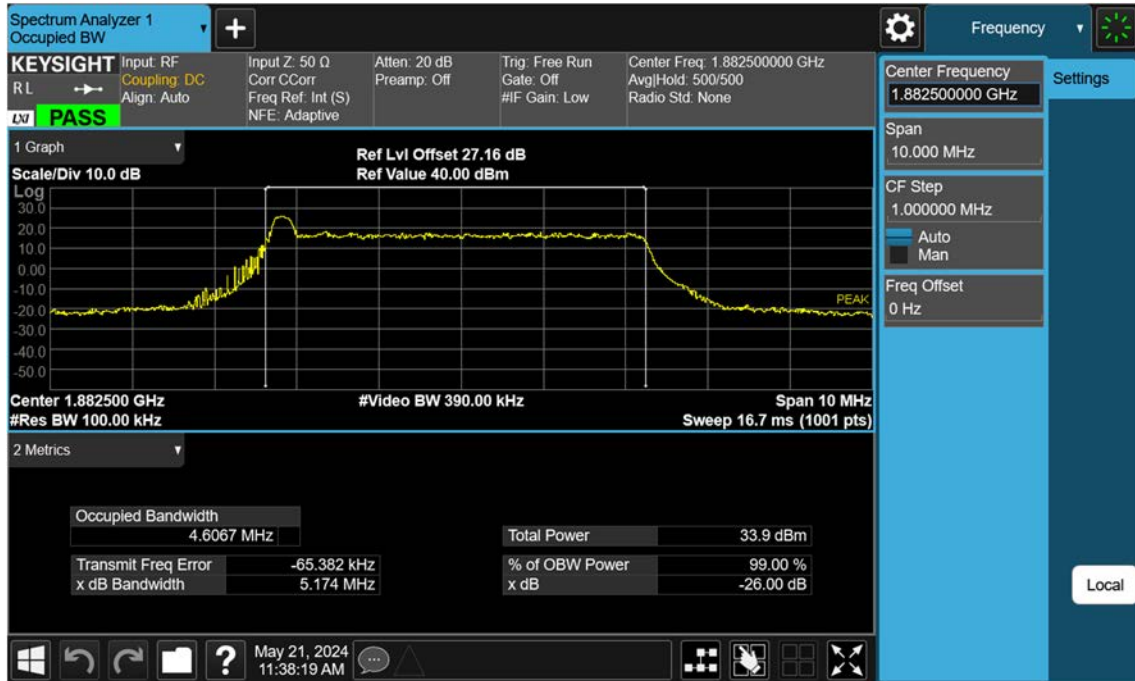 Spectrum Analyzer 1
Occupied BW
+
Frequency
KEYSIGHT
RL
LXI
PASS
Input: RF
Coupling: DC
Align: Auto
Input Z: 50 Ω
Corr CCorr
Freq Ref: Int (S)
NFE: Adaptive
Atten: 20 dB
Preamp: Off
Trig: Free Run
Gate: Off
#IF Gain: Low
Center Freq: 1.882500000 GHz
Avg|Hold: 500/500
Radio Std: None
Center Frequency
1.882500000 GHz
Settings
Span
10.000 MHz
CF Step
1.000000 MHz
Auto
Man
Freq Offset
0 Hz
1 Graph
Scale/Div 10.0 dB
Ref Lvl Offset 27.16 dB
Ref Value 40.00 dBm
Log
30.0
20.0
10.0
0.00
-10.0
-20.0
-30.0
-40.0
-50.0
PEAK
Center 1.882500 GHz
#Video BW 390.00 kHz
Span 10 MHz
#Res BW 100.00 kHz
Sweep 16.7 ms (1001 pts)
2 Metrics
Occupied Bandwidth
4.6067 MHz
Total Power 33.9 dBm
Transmit Freq Error -65.382 kHz
% of OBW Power 99.00 %
x dB Bandwidth 5.174 MHz
x dB -26.00 dB
Local
?
May 21, 2024
11:38:19 AM